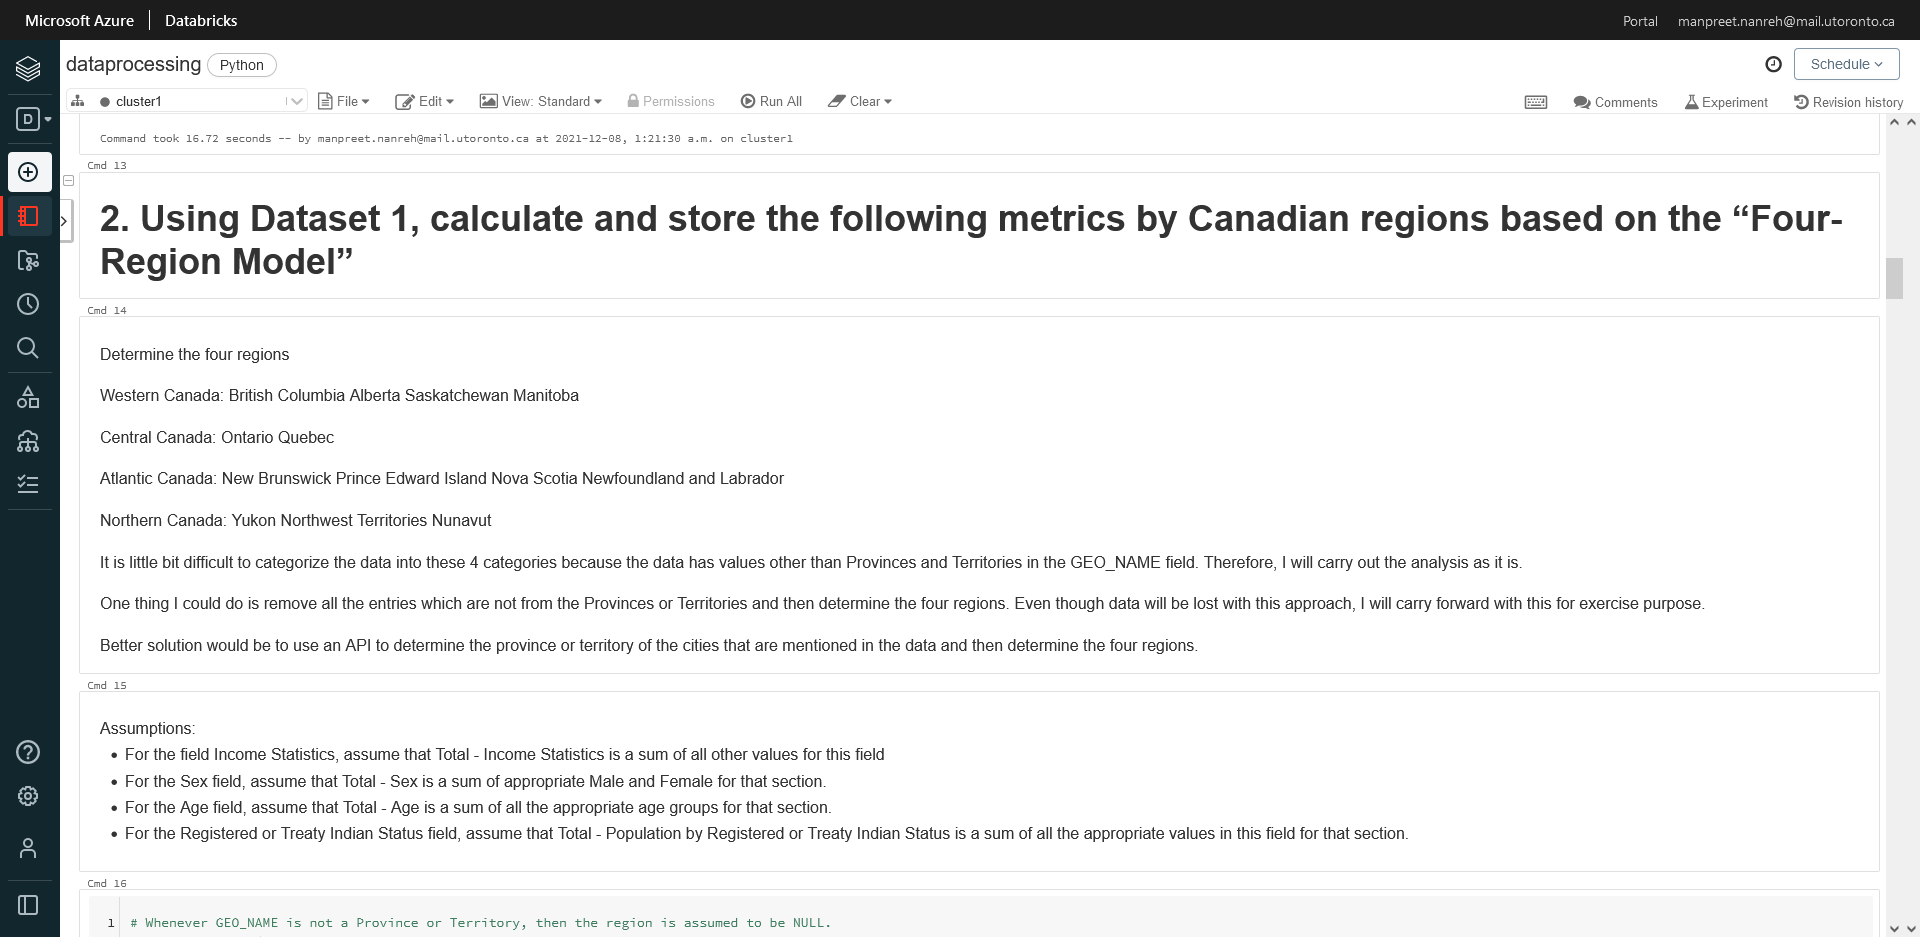 Microsoft Azure | Databricks
Portal manpreet.nanreh@mail.utoronto.ca
dataprocessing Python
Schedule
D
cluster1 File Edit View: Standard Permissions Run All Clear Comments Experiment Revision history
Command took 16.72 seconds -- by manpreet.nanreh@mail.utoronto.ca at 2021-12-08, 1:21:30 a.m. on cluster1
Cmd 13
2. Using Dataset 1, calculate and store the following metrics by Canadian regions based on the “Four-
Region Model”
Cmd 14
Determine the four regions
Western Canada: British Columbia Alberta Saskatchewan Manitoba
Central Canada: Ontario Quebec
Atlantic Canada: New Brunswick Prince Edward Island Nova Scotia Newfoundland and Labrador
Northern Canada: Yukon Northwest Territories Nunavut
It is little bit difficult to categorize the data into these 4 categories because the data has values other than Provinces and Territories in the GEO_NAME field. Therefore, I will carry out the analysis as it is.
One thing I could do is remove all the entries which are not from the Provinces or Territories and then determine the four regions. Even though data will be lost with this approach, I will carry forward with this for exercise purpose.
Better solution would be to use an API to determine the province or territory of the cities that are mentioned in the data and then determine the four regions.
Cmd 15
Assumptions:
• For the field Income Statistics, assume that Total - Income Statistics is a sum of all other values for this field
• For the Sex field, assume that Total - Sex is a sum of appropriate Male and Female for that section.
• For the Age field, assume that Total - Age is a sum of all the appropriate age groups for that section.
• For the Registered or Treaty Indian Status field, assume that Total - Population by Registered or Treaty Indian Status is a sum of all the appropriate values in this field for that section.
Cmd 16
1 # Whenever GEO_NAME is not a Province or Territory, then the region is assumed to be NULL.